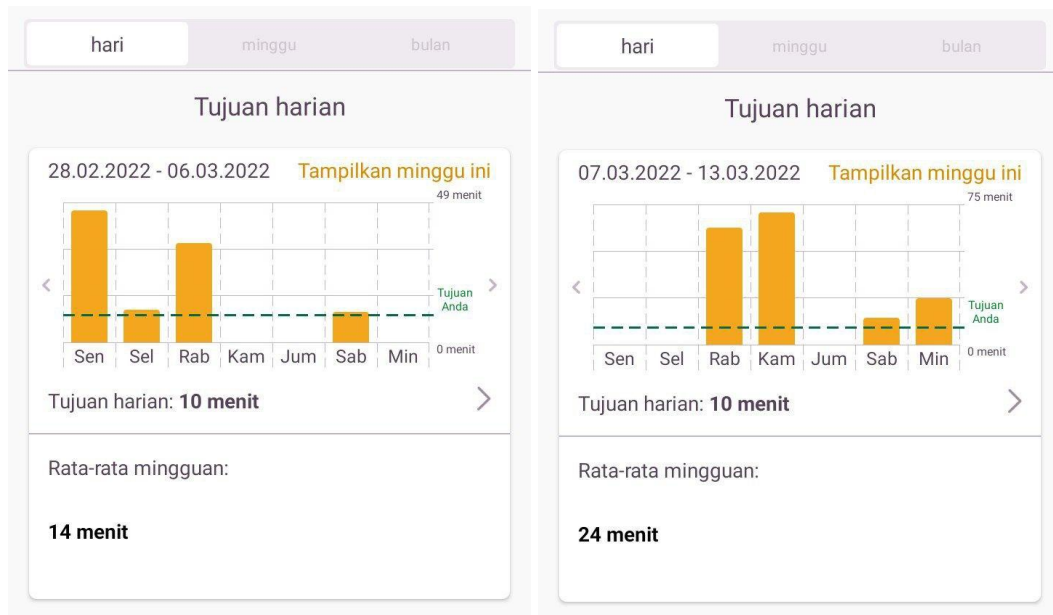 hari minggu bulan
Tujuan harian
28.02.2022 - 06.03.2022 Tampilkan minggu ini
49 menit
Tujuan
Anda
0 menit
Sen Sel Rab Kam Jum Sab Min
Tujuan harian: 10 menit
Rata-rata mingguan:
14 menit
hari minggu bulan
Tujuan harian
07.03.2022 - 13.03.2022 Tampilkan minggu ini
75 menit
Tujuan
Anda
0 menit
Sen Sel Rab Kam Jum Sab Min
Tujuan harian: 10 menit
Rata-rata mingguan:
24 menit